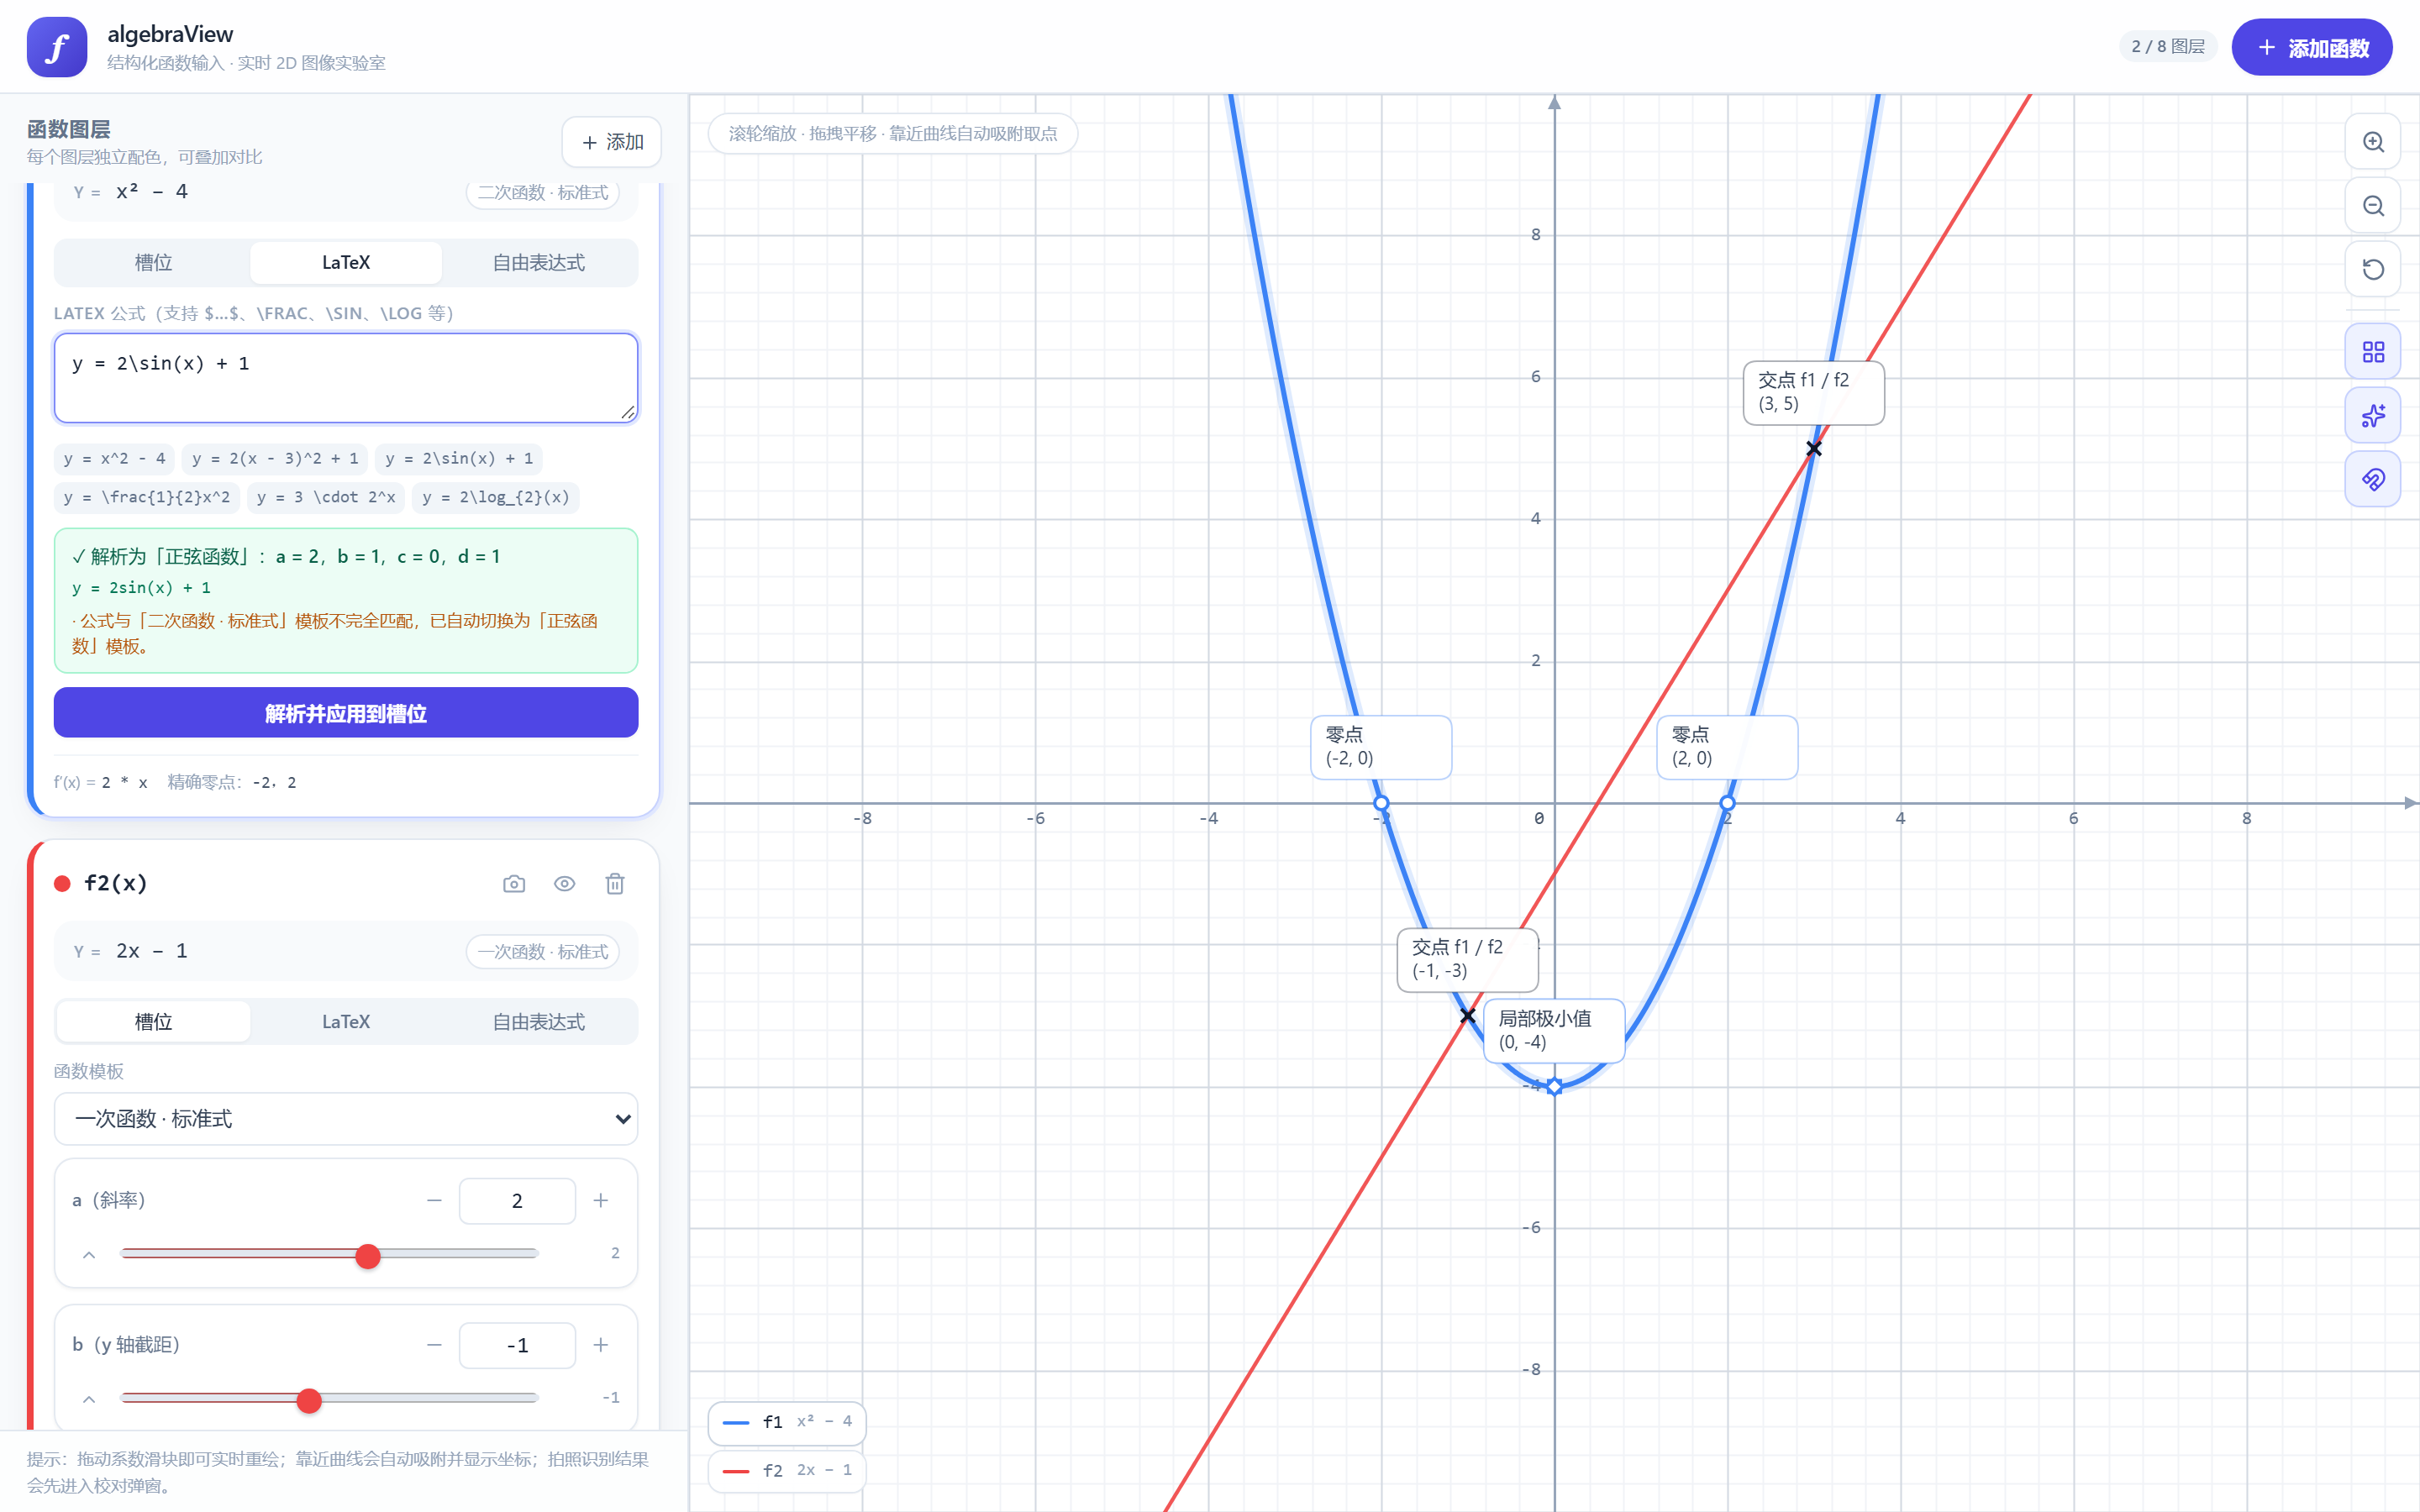 f
algebraView
结构化函数输入 · 实时 2D 图像实验室
2 / 8 图层
+ 添加函数
函数图层
每个图层独立配色，可叠加对比
+ 添加
Y = x² − 4
二次函数 · 标准式
槽位
LaTeX
自由表达式
LATEX 公式（支持 $...$、\FRAC、\SIN、\LOG 等）
y = 2\sin(x) + 1
y = x^2 - 4
y = 2(x - 3)^2 + 1
y = 2\sin(x) + 1
y = \frac{1}{2}x^2
y = 3 \cdot 2^x
y = 2\log_{2}(x)
✓ 解析为「正弦函数」：a = 2，b = 1，c = 0，d = 1
y = 2sin(x) + 1
· 公式与「二次函数 · 标准式」模板不完全匹配，已自动切换为「正弦函
数」模板。
解析并应用到槽位
f′(x) = 2 * x 精确零点：-2，2
f2(x)
Y = 2x − 1
一次函数 · 标准式
槽位
LaTeX
自由表达式
函数模板
一次函数 · 标准式
a（斜率）
− 2 +
2
b（y 轴截距）
− -1 +
-1
提示：拖动系数滑块即可实时重绘；靠近曲线会自动吸附并显示坐标；拍照识别结果
会先进入校对弹窗。
滚轮缩放 · 拖拽平移 · 靠近曲线自动吸附取点
8
6
交点 f1 / f2
(3, 5)
4
2
零点
(-2, 0)
零点
(2, 0)
-8 -6 -4 -2 0 2 4 6 8
交点 f1 / f2
(-1, -3)
局部极小值
(0, -4)
-4
-6
-8
f1 x² − 4
f2 2x − 1